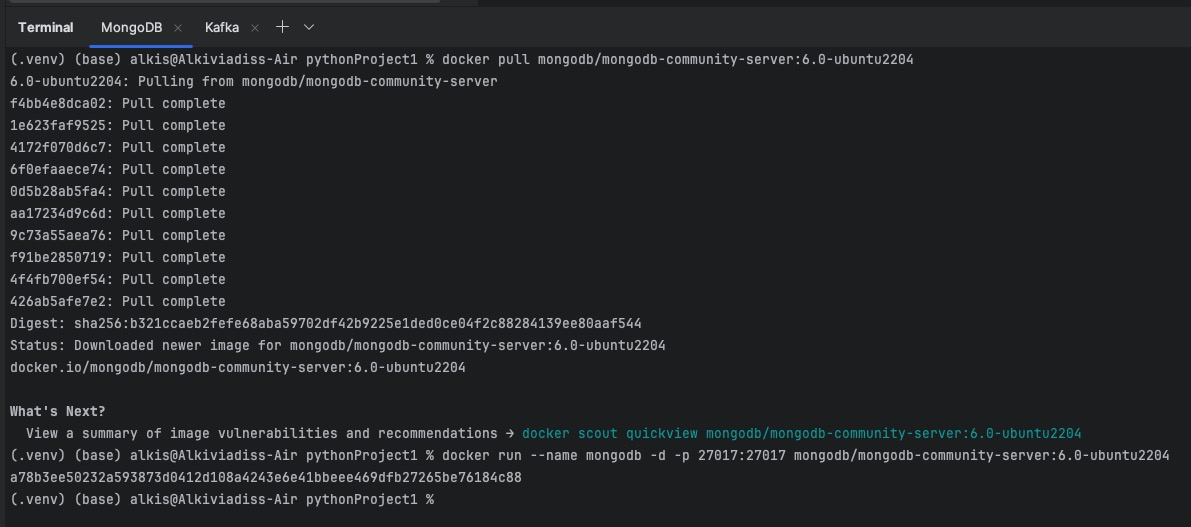 Terminal MongoDB × Kafka ×
(.venv) (base) alkis@Alkiviadiss-Air pythonProject1 % docker pull mongodb/mongodb-community-server:6.0-ubuntu2204
6.0-ubuntu2204: Pulling from mongodb/mongodb-community-server
f4bb4e8dca02: Pull complete
1e623faf9525: Pull complete
4172f070d6c7: Pull complete
6f0efaaece74: Pull complete
0d5b28ab5fa4: Pull complete
aa17234d9c6d: Pull complete
9c73a55aea76: Pull complete
f91be2850719: Pull complete
4f4fb700ef54: Pull complete
426ab5afe7e2: Pull complete
Digest: sha256:b321ccaeb2fefe68aba59702df42b9225e1ded0ce04f2c88284139ee80aaf544
Status: Downloaded newer image for mongodb/mongodb-community-server:6.0-ubuntu2204
docker.io/mongodb/mongodb-community-server:6.0-ubuntu2204
What's Next?
View a summary of image vulnerabilities and recommendations → docker scout quickview mongodb/mongodb-community-server:6.0-ubuntu2204
(.venv) (base) alkis@Alkiviadiss-Air pythonProject1 % docker run --name mongodb -d -p 27017:27017 mongodb/mongodb-community-server:6.0-ubuntu2204
a78b3ee50232a593873d0412d108a4243e6e41bbeee469dfb27265be76184c88
(.venv) (base) alkis@Alkiviadiss-Air pythonProject1 %